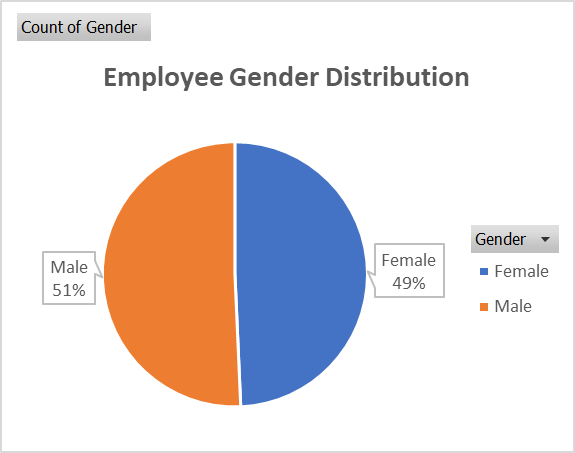 Count of Gender
Employee Gender Distribution
Male
51%
Female
49%
Gender
Female
Male